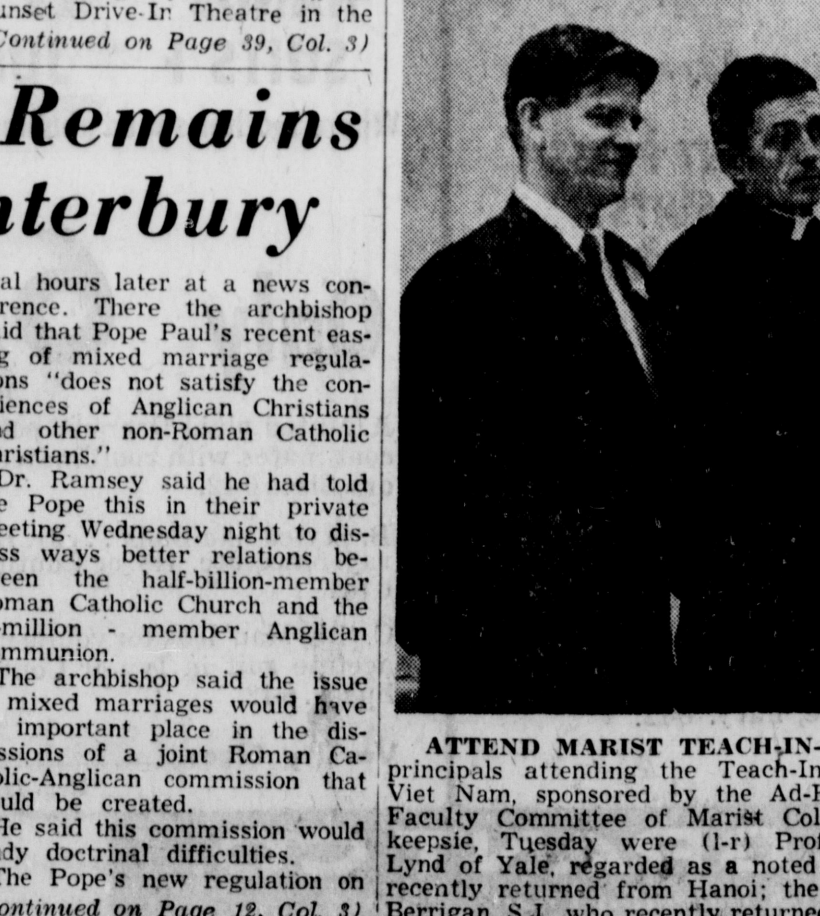 unset Drive-In Theatre in the
Continued on Page 39, Col. 3)
Remains
nterbury
al hours later at a news con-
rence. There the archbishop
id that Pope Paul's recent eas-
g of mixed marriage regula-
ons "does not satisfy the con-
iences of Anglican Christians
d other non-Roman Catholic
ristians."
Dr. Ramsey said he had told
e Pope this in their private
eeting Wednesday night to dis-
ss ways better relations be-
een the half-billion-member
oman Catholic Church and the
-million - member Anglican
mmunion.
The archbishop said the issue
mixed marriages would have
important place in the dis-
ssions of a joint Roman Ca-
olic-Anglican commission that
uld be created.
He said this commission would
dy doctrinal difficulties.
The Pope's new regulation on
ontinued on Page 12, Col. 3)
ATTEND MARIST TEACH-IN-
principals attending the Teach-In
Viet Nam, sponsored by the Ad-H
Faculty Committee of Marist Col
keepsie, Tuesday were (l-r) Prof
Lynd of Yale, regarded as a noted
recently returned from Hanoi; the
Berrigan, S.J. who recently returned